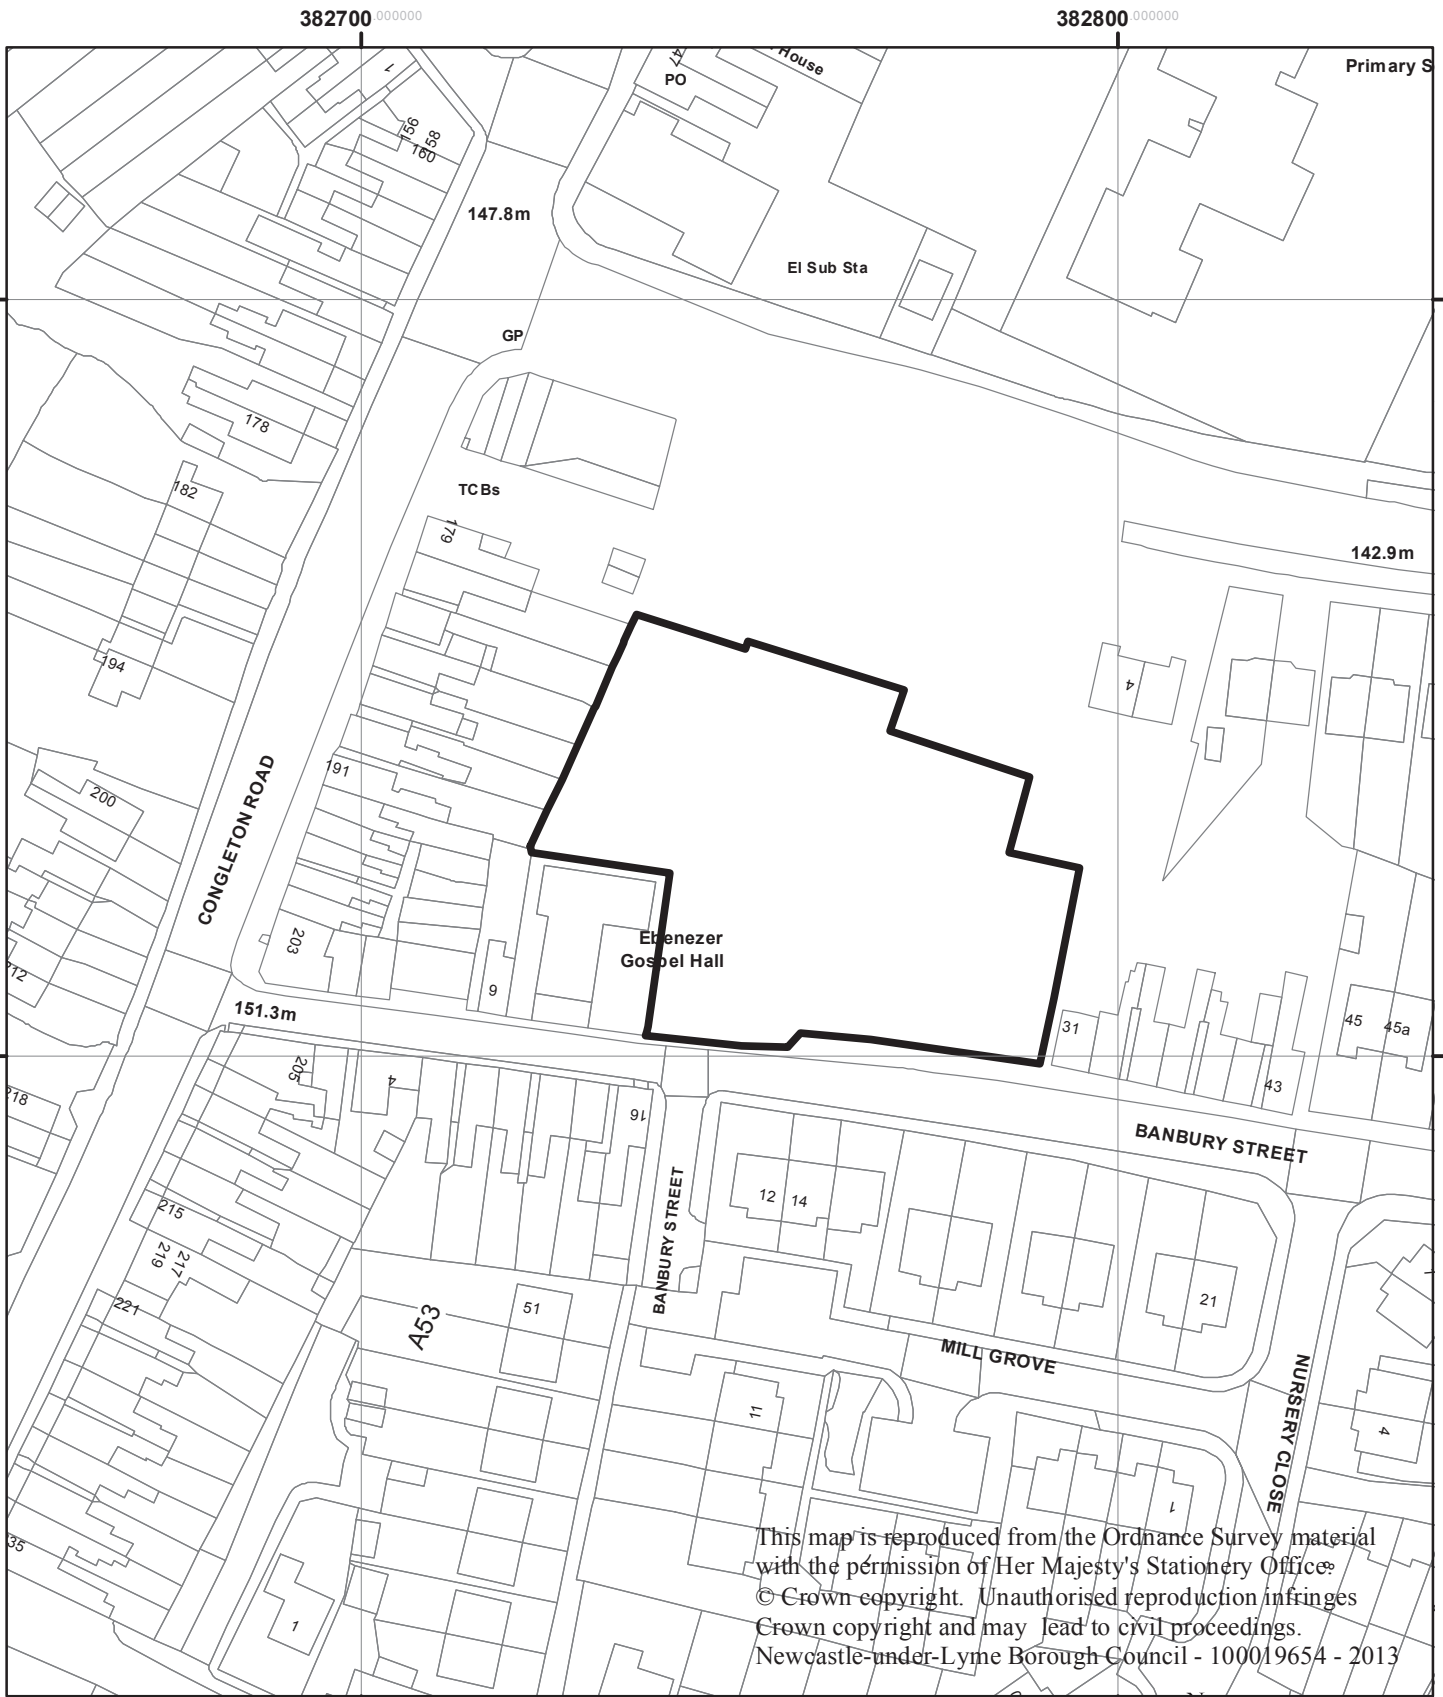 382700.000000
382800.000000
House
Primary S
47
PO
1
156
158
160
147.8m
El Sub Sta
GP
178
TCBs
182
179
142.9m
194
4
191
200
CONGLETON ROAD
203
Ebenezer
Gospel Hall
212
9
151.3m
31
45
45a
205
4
43
218
16
BANBURY STREET
12
14
BANBURY STREET
215
219
217
221
A53
51
21
MILL GROVE
NURSERY CLOSE
11
4
1
35
8
1
This map is reproduced from the Ordnance Survey material
with the permission of Her Majesty's Stationery Office.
© Crown copyright. Unauthorised reproduction infringes
Crown copyright and may lead to civil proceedings.
Newcastle-under-Lyme Borough Council - 100019654 - 2013